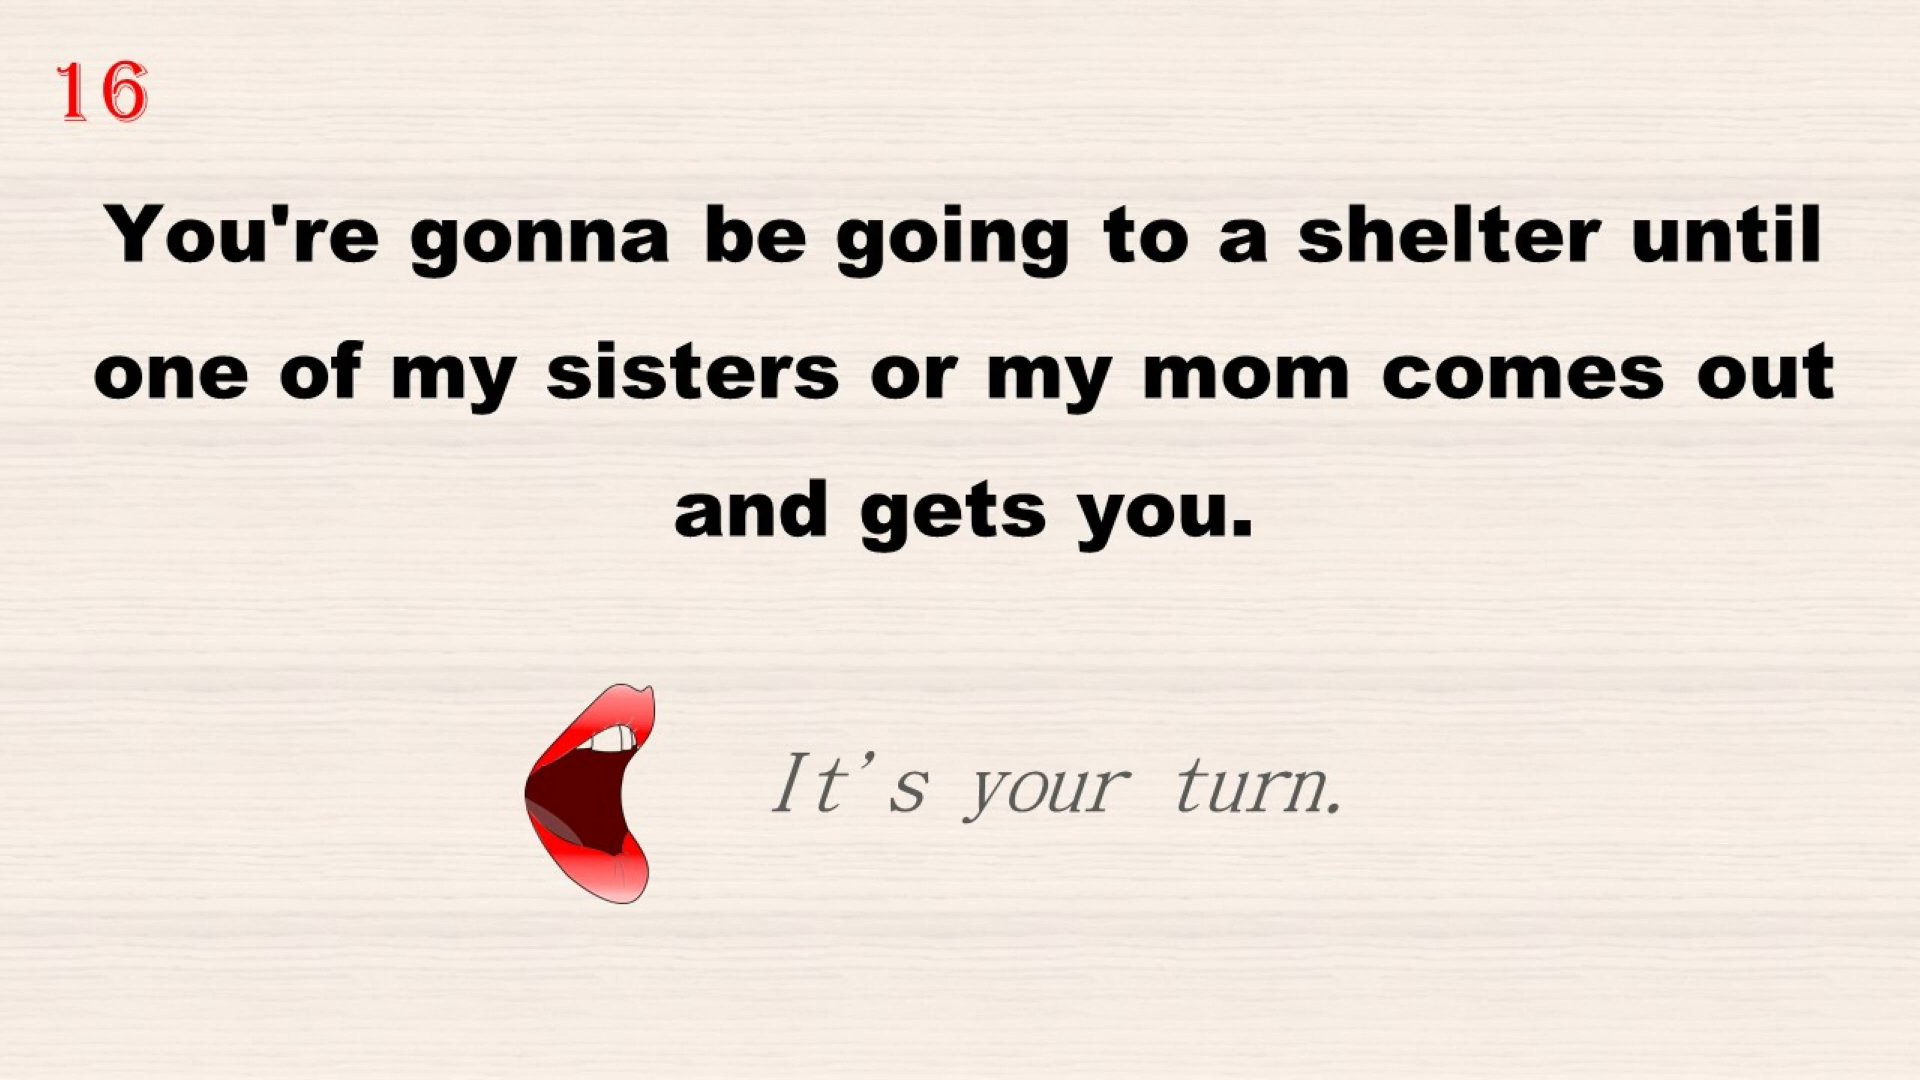 16
You're gonna be going to a shelter until
one of my sisters or my mom comes out
and gets you.
It's your turn.